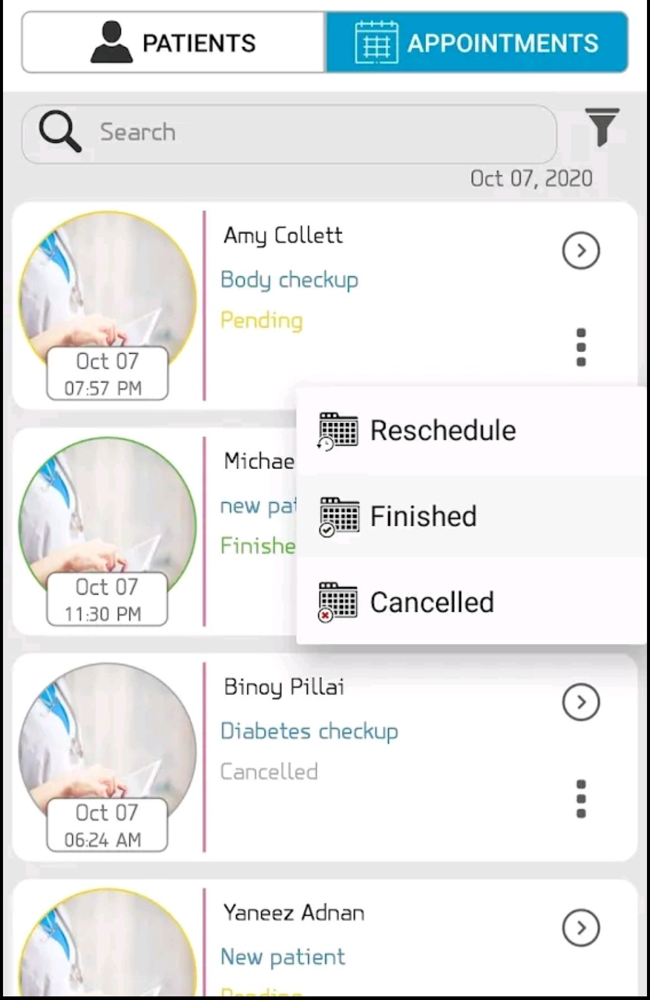 PATIENTS
APPOINTMENTS
Search
Oct 07, 2020
Amy Collett
Body checkup
Pending
Oct 07
07:57 PM
Reschedule
Finished
Cancelled
Michae
new pa
Finishe
Oct 07
11:30 PM
Binoy Pillai
Diabetes checkup
Cancelled
Oct 07
06:24 AM
Yaneez Adnan
New patient
Pending